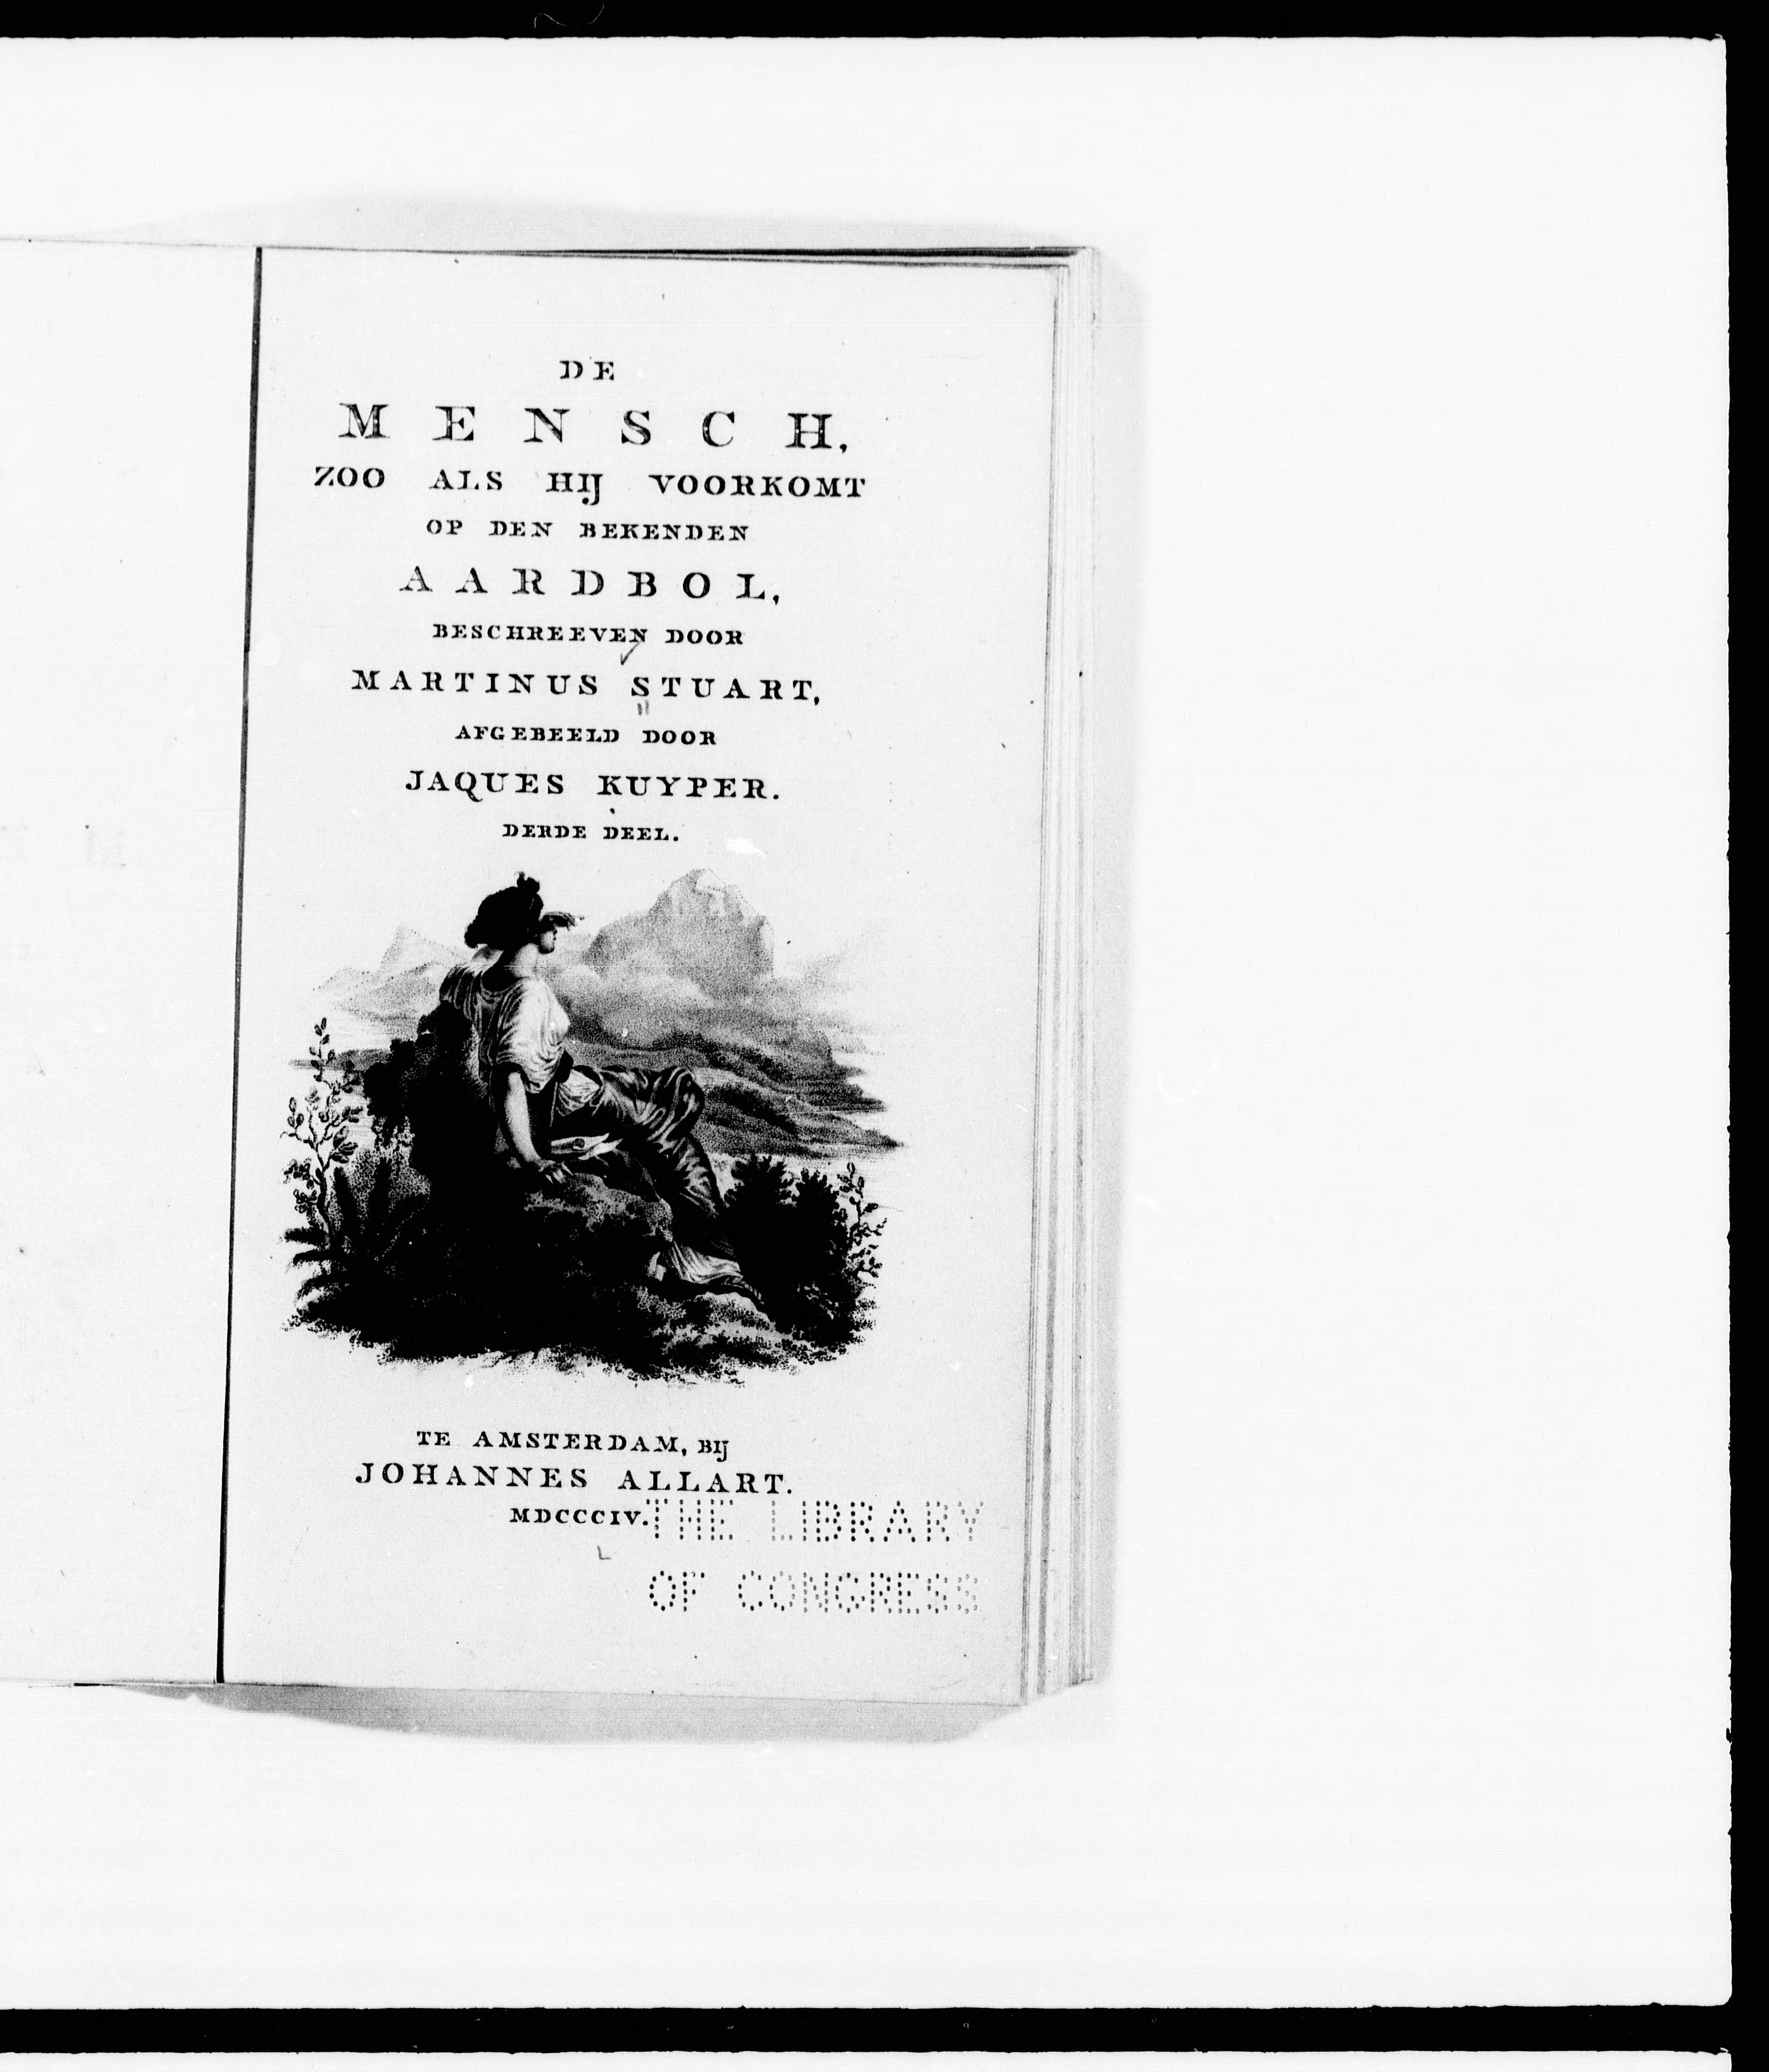 DE
MENSCH,
ZOO ALS HIJ VOORKOMT
OP DEN BEKENDEN
AARDBOL,
BESCHREEVEN DOOR
MARTINUS STUART,
AFGEBEELD DOOR
JAQUES KUYPER.
DERDE DEEL.
TE AMSTERDAM, BIJ
JOHANNES ALLART.
MDCCCIV.
THE LIBRARY
OF CONGRESS